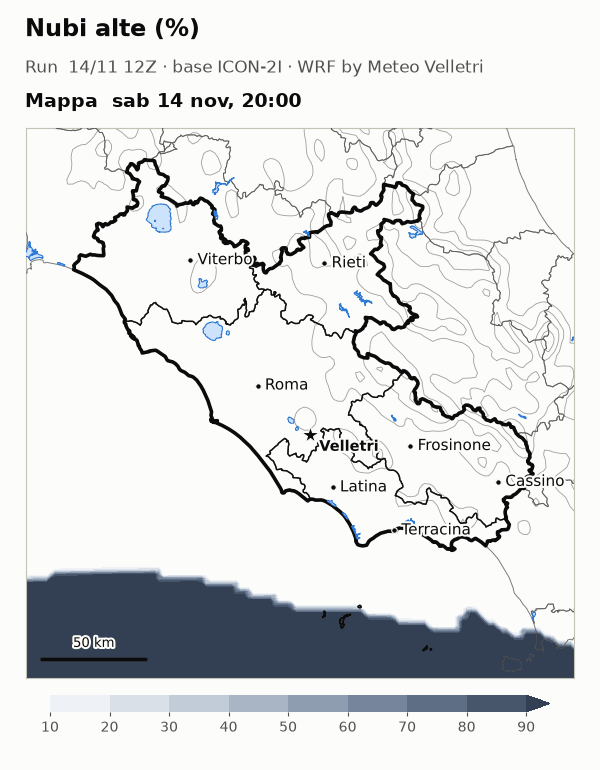 Nubi alte (%)
Run  14/11 12Z · base ICON-2I · WRF by Meteo Velletri
Mappa  sab 14 nov, 20:00
Viterbo
Rieti
Roma
Velletri
Frosinone
Latina
Cassino
Terracina
50 km
10 20 30 40 50 60 70 80 90